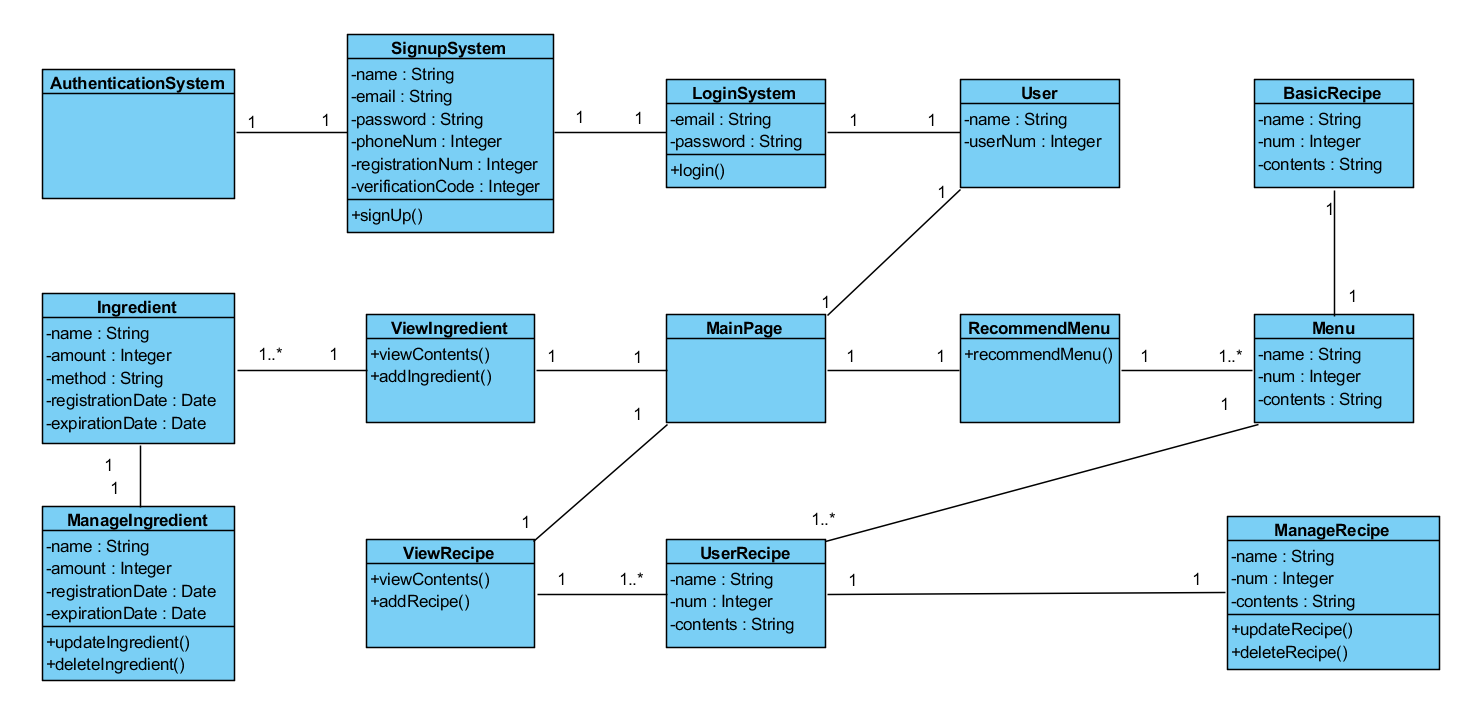 AuthenticationSystem
1
1
SignupSystem
-name : String
-email : String
-password : String
-phoneNum : Integer
-registrationNum : Integer
-verificationCode : Integer
+signUp()
1
1
LoginSystem
-email : String
-password : String
+login()
1
1
User
-name : String
-userNum : Integer
1
1
BasicRecipe
-name : String
-num : Integer
-contents : String
1
1
Ingredient
-name : String
-amount : Integer
-method : String
-registrationDate : Date
-expirationDate : Date
1..*
1
ViewIngredient
+viewContents()
+addIngredient()
1
1
MainPage
1
1
RecommendMenu
+recommendMenu()
1
1..*
Menu
-name : String
-num : Integer
-contents : String
1
1
1
1
1
1..*
ManageIngredient
-name : String
-amount : Integer
-registrationDate : Date
-expirationDate : Date
+updateIngredient()
+deleteIngredient()
ViewRecipe
+viewContents()
+addRecipe()
1
1..*
UserRecipe
-name : String
-num : Integer
-contents : String
1
1
ManageRecipe
-name : String
-num : Integer
-contents : String
+updateRecipe()
+deleteRecipe()